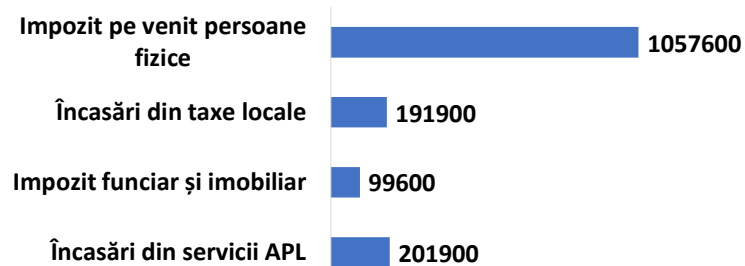 Impozit pe venit persoane
fizice
1057600
Încasări din taxe locale
191900
Impozit funciar și imobiliar
99600
Încasări din servicii APL
201900